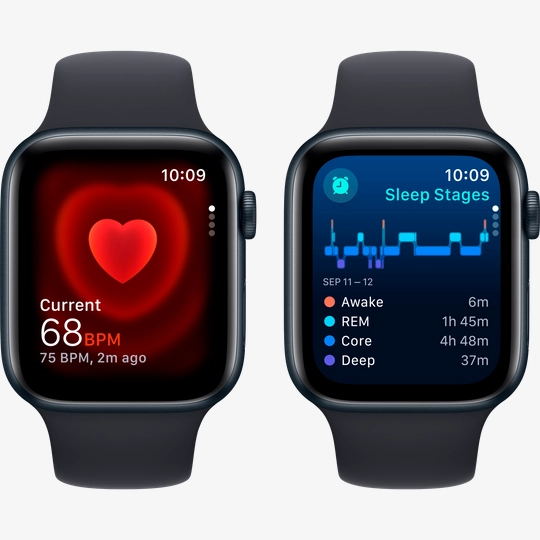 10:09
Current
68BPM
75 BPM, 2m ago
10:09
Sleep Stages
SEP 11 – 12
Awake 6m
REM 1h 45m
Core 4h 48m
Deep 37m